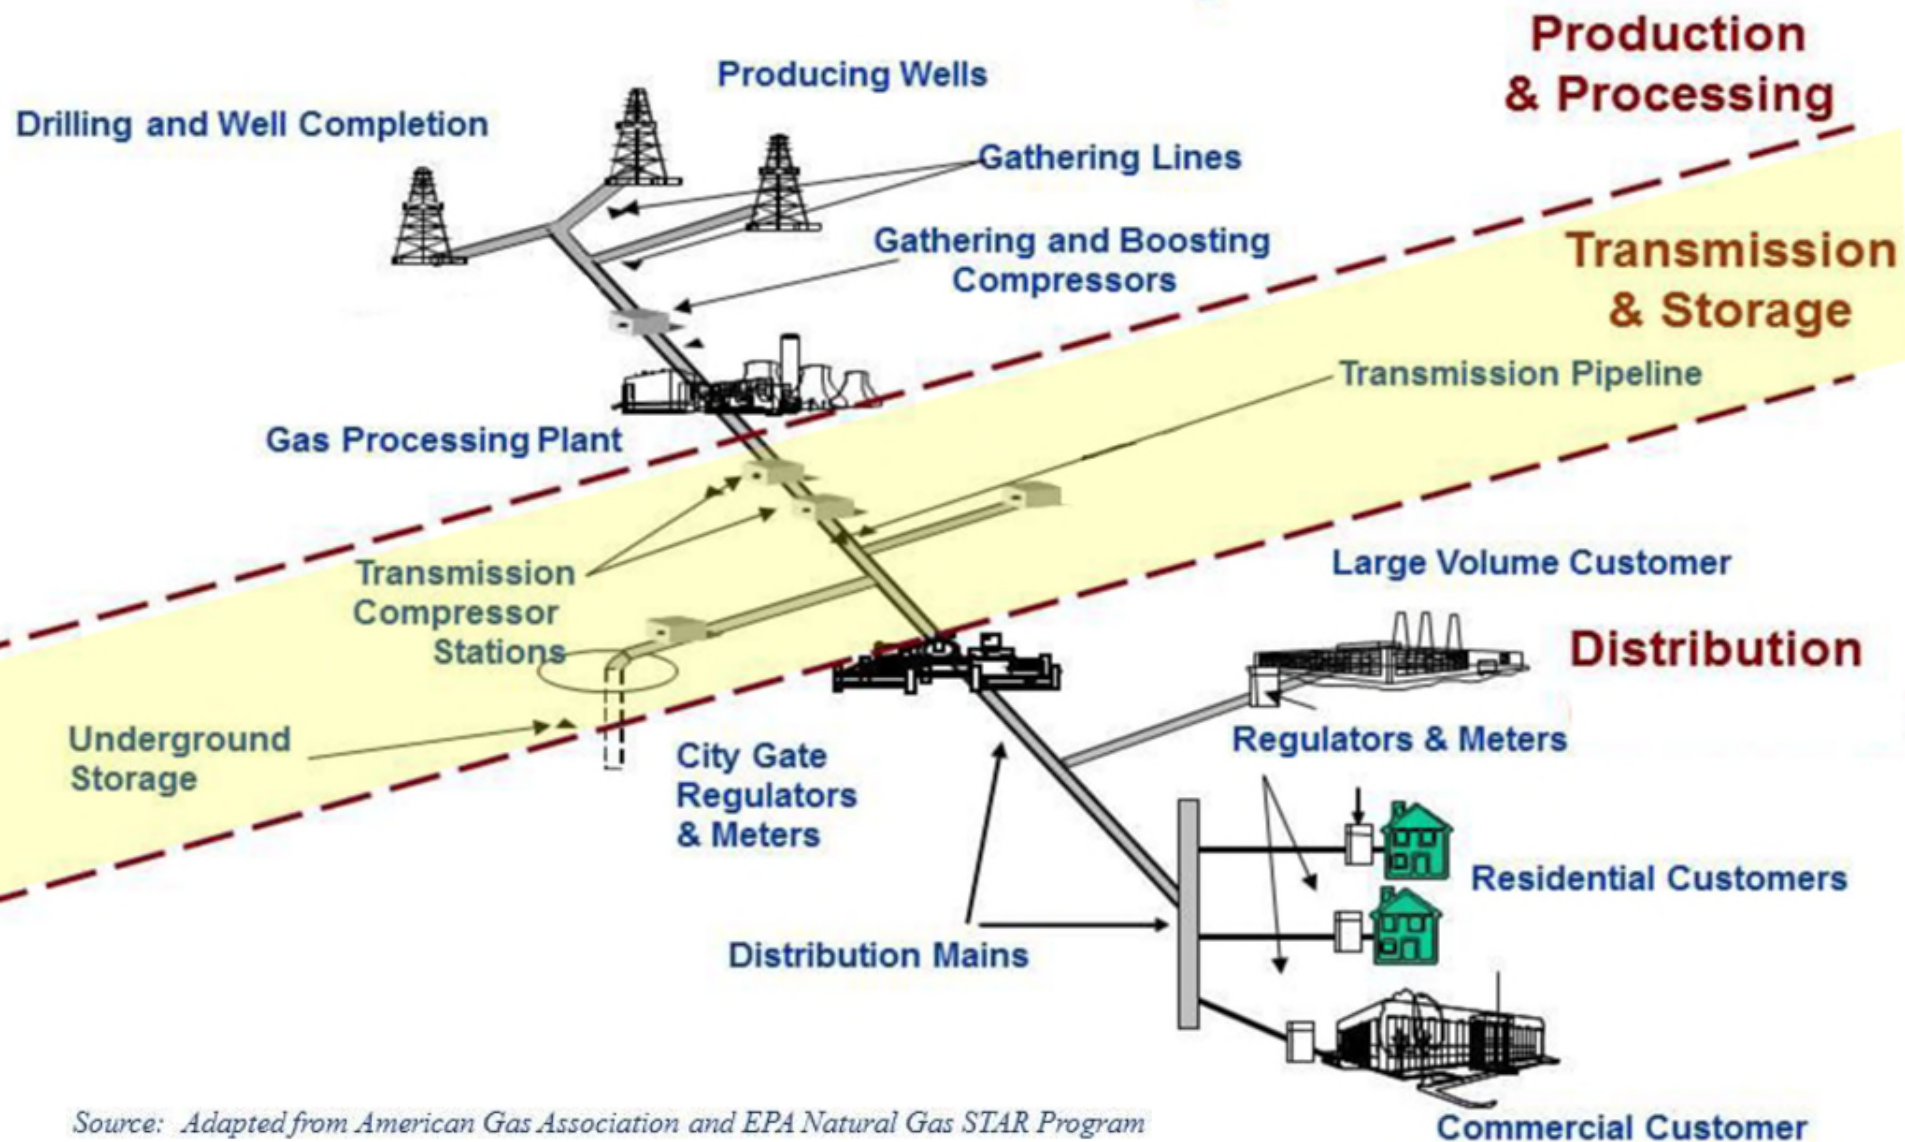 Production
& Processing
Producing Wells
Drilling and Well Completion
Gathering Lines
Gathering and Boosting
Compressors
Transmission
& Storage
Transmission Pipeline
Gas Processing Plant
Transmission
Compressor
Stations
Large Volume Customer
Distribution
Underground
Storage
City Gate
Regulators
& Meters
Regulators & Meters
Residential Customers
Distribution Mains
Commercial Customer
Source: Adapted from American Gas Association and EPA Natural Gas STAR Program